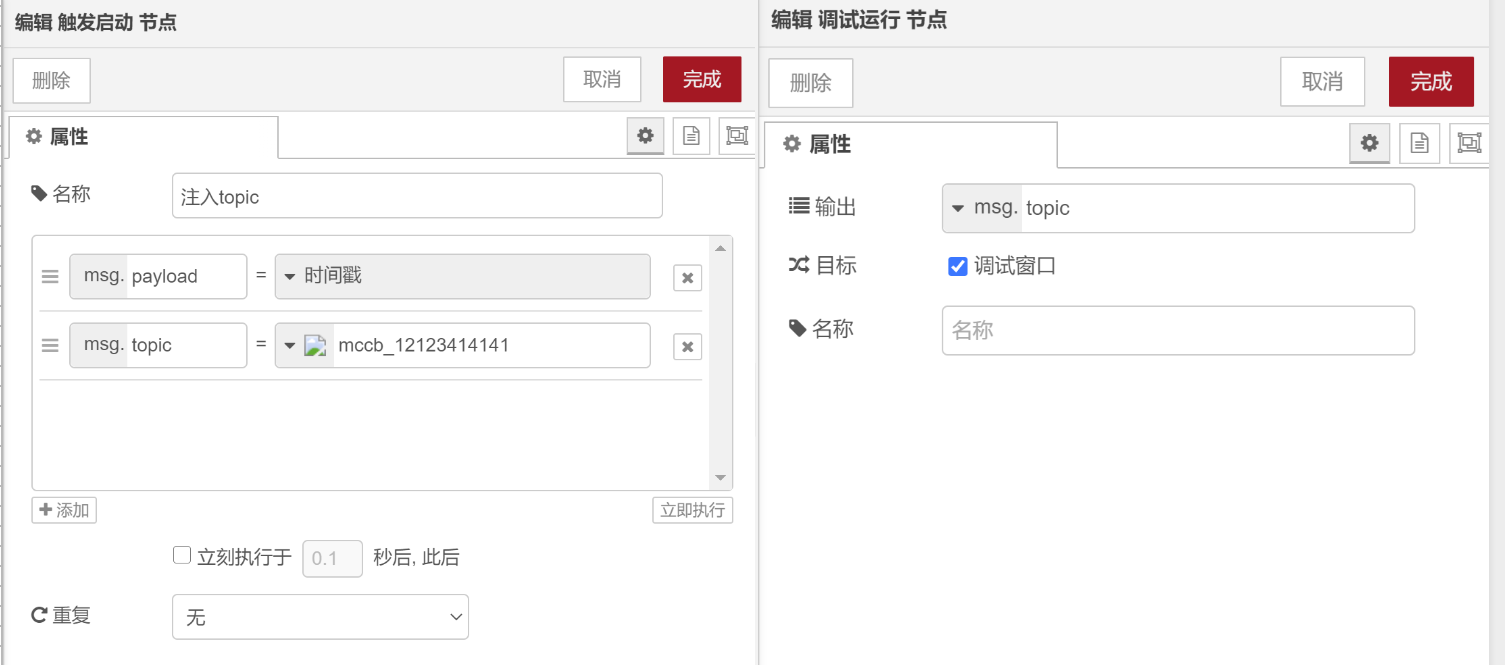 编辑 触发启动 节点
删除
取消
完成
属性
名称
注入topic
msg. payload = 时间戳
msg. topic = mccb_12123414141
添加
立即执行
立刻执行于 0.1 秒后, 此后
重复
无
编辑 调试运行 节点
删除
取消
完成
属性
输出
msg. topic
目标
调试窗口
名称
名称